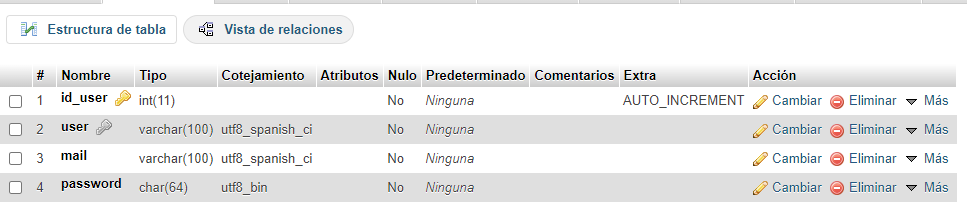 Estructura de tabla Vista de relaciones
# Nombre Tipo Cotejamiento Atributos Nulo Predeterminado Comentarios Extra Acción
1 id_user int(11) No Ninguna AUTO_INCREMENT Cambiar Eliminar Más
2 user varchar(100) utf8_spanish_ci No Ninguna Cambiar Eliminar Más
3 mail varchar(100) utf8_spanish_ci No Ninguna Cambiar Eliminar Más
4 password char(64) utf8_bin No Ninguna Cambiar Eliminar Más